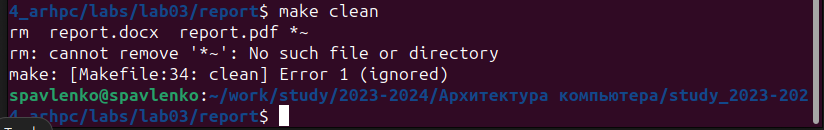 4_arhpc/labs/lab03/report$ make clean
rm  report.docx  report.pdf *~
rm: cannot remove '*~': No such file or directory
make: [Makefile:34: clean] Error 1 (ignored)
spavlenko@spavlenko:~/work/study/2023-2024/Архитектура компьютера/study_2023-202
4_arhpc/labs/lab03/report$